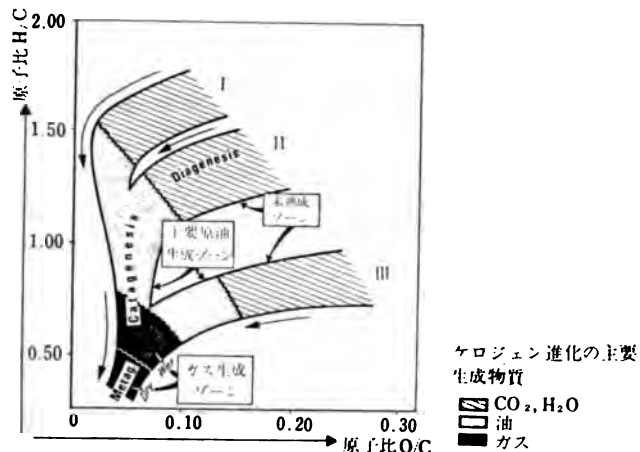 原子比 H/C
2.00
1.50
1.00
0.50
0
0.10
0.20
0.30
原子比 O/C
I
II
III
Diagenesis
Catagenesis
Metag
Dry
Wet
未熟成
ゾーン
主要原油
生成ゾーン
ガス生成
ゾーン
ケロジェン進化の主要
生成物質
CO₂, H₂O
油
ガス